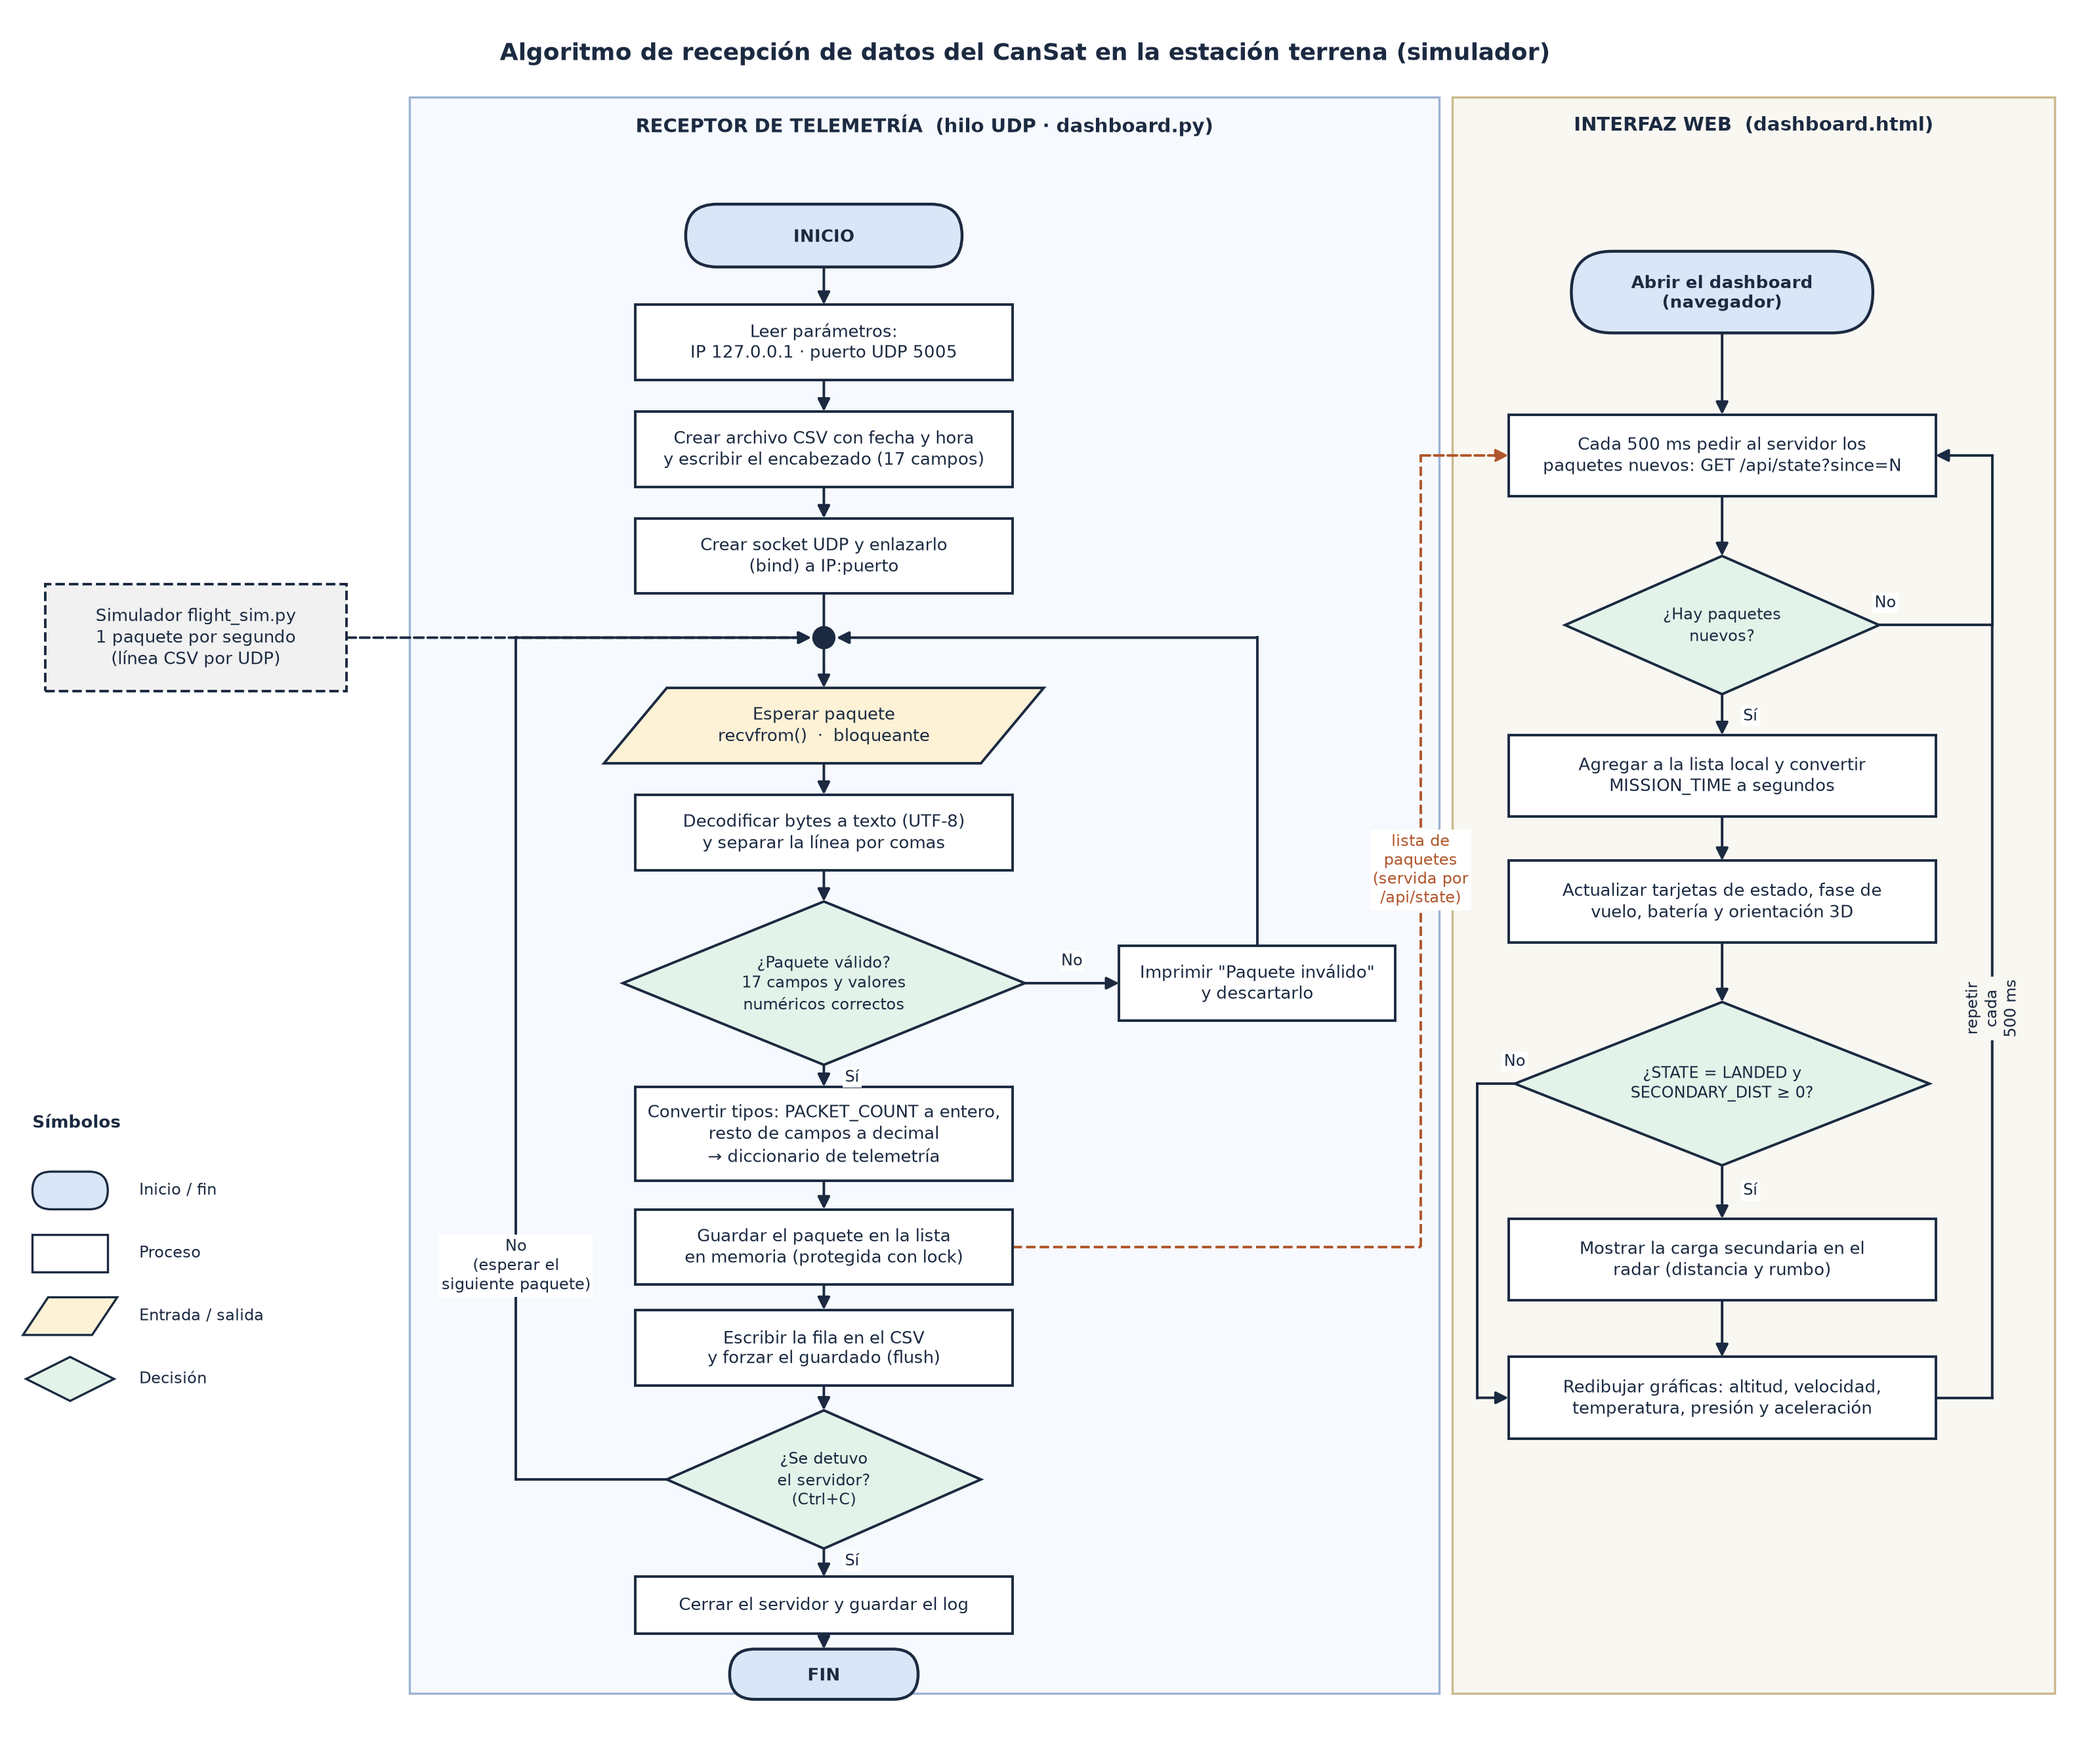 Algoritmo de recepción de datos del CanSat en la estación terrena (simulador)
RECEPTOR DE TELEMETRÍA (hilo UDP · dashboard.py)
INICIO
Leer parámetros:
IP 127.0.0.1 · puerto UDP 5005
Crear archivo CSV con fecha y hora
y escribir el encabezado (17 campos)
Crear socket UDP y enlazarlo
(bind) a IP:puerto
Simulador flight_sim.py
1 paquete por segundo
(línea CSV por UDP)
Esperar paquete
recvfrom() · bloqueante
Decodificar bytes a texto (UTF-8)
y separar la línea por comas
¿Paquete válido?
17 campos y valores
numéricos correctos
No
Imprimir "Paquete inválido"
y descartarlo
Sí
Convertir tipos: PACKET_COUNT a entero,
resto de campos a decimal
→ diccionario de telemetría
Guardar el paquete en la lista
en memoria (protegida con lock)
Escribir la fila en el CSV
y forzar el guardado (flush)
¿Se detuvo
el servidor?
(Ctrl+C)
No
(esperar el
siguiente paquete)
Sí
Cerrar el servidor y guardar el log
FIN
lista de
paquetes
(servida por
/api/state)
INTERFAZ WEB (dashboard.html)
Abrir el dashboard
(navegador)
Cada 500 ms pedir al servidor los
paquetes nuevos: GET /api/state?since=N
¿Hay paquetes
nuevos?
No
Sí
Agregar a la lista local y convertir
MISSION_TIME a segundos
Actualizar tarjetas de estado, fase de
vuelo, batería y orientación 3D
¿STATE = LANDED y
SECONDARY_DIST ≥ 0?
No
Sí
Mostrar la carga secundaria en el
radar (distancia y rumbo)
Redibujar gráficas: altitud, velocidad,
temperatura, presión y aceleración
repetir
cada
500 ms
Símbolos
Inicio / fin
Proceso
Entrada / salida
Decisión